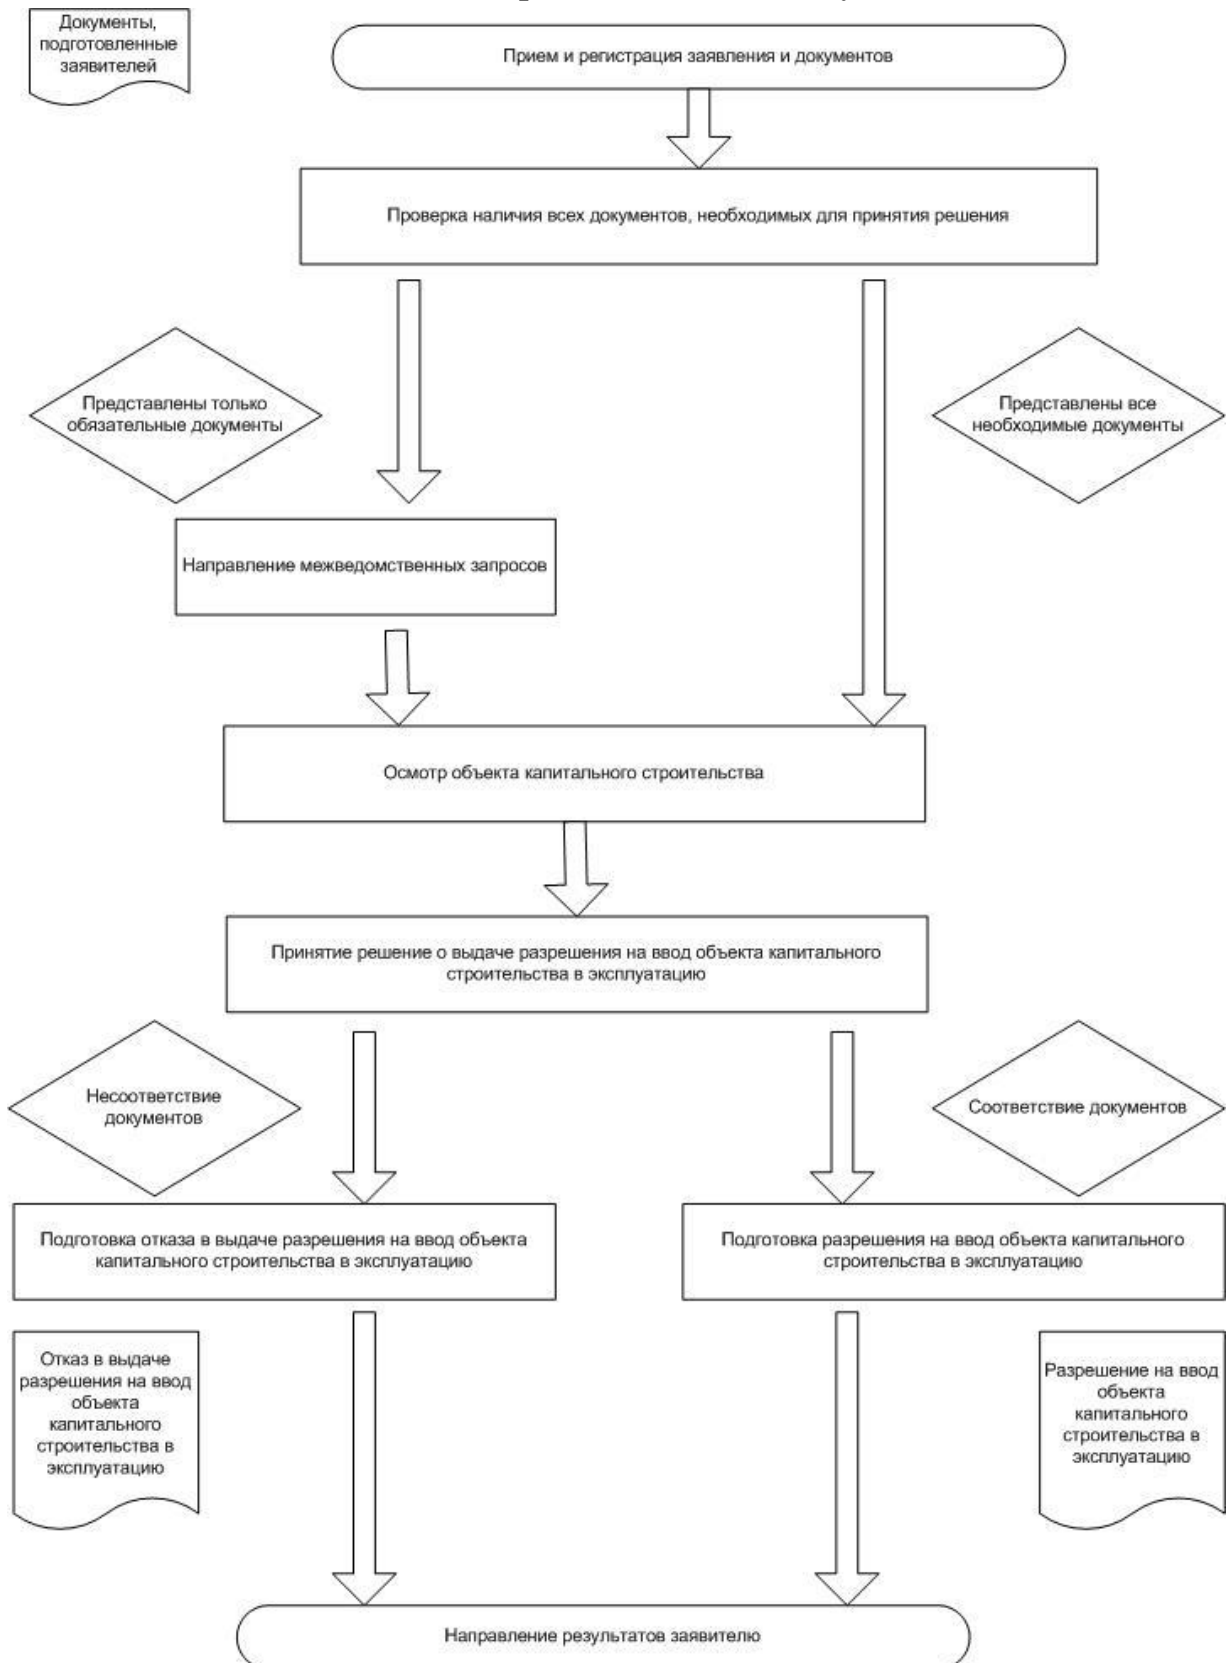 Документы,
подготовленные
заявителей
Прием и регистрация заявления и документов
Проверка наличия всех документов, необходимых для принятия решения
Представлены только
обязательные документы
Представлены все
необходимые документы
Направление межведомственных запросов
Осмотр объекта капитального строительства
Принятие решение о выдаче разрешения на ввод объекта капитального
строительства в эксплуатацию
Несоответствие
документов
Соответствие документов
Подготовка отказа в выдаче разрешения на ввод объекта
капитального строительства в эксплуатацию
Подготовка разрешения на ввод объекта капитального
строительства в эксплуатацию
Отказ в выдаче
разрешения на ввод
объекта
капитального
строительства в
эксплуатацию
Разрешение на ввод
объекта
капитального
строительства в
эксплуатацию
Направление результатов заявителю